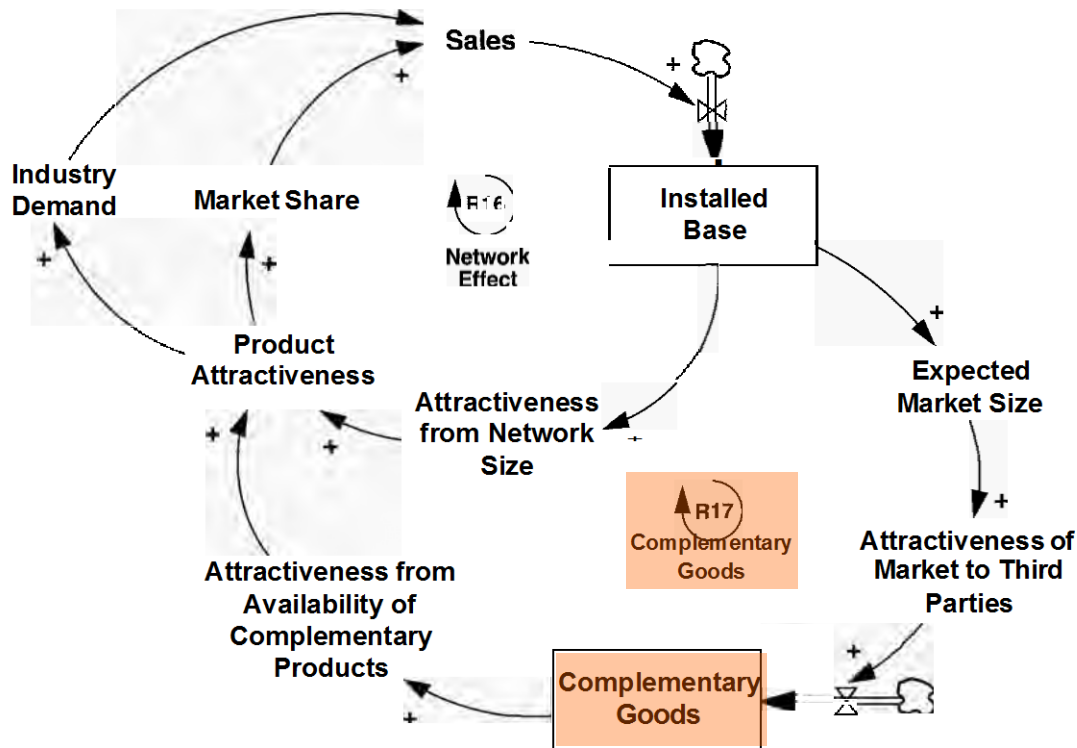 Sales
+
+
Industry
Demand
Market Share
R16
Network
Effect
Installed
Base
+
+
+
Product
Attractiveness
Expected
Market Size
Attractiveness
from Network
Size
+
+
+
R17
Complementary
Goods
+
Attractiveness of
Market to Third
Parties
Attractiveness from
Availability of
Complementary
Products
+
Complementary
Goods
+